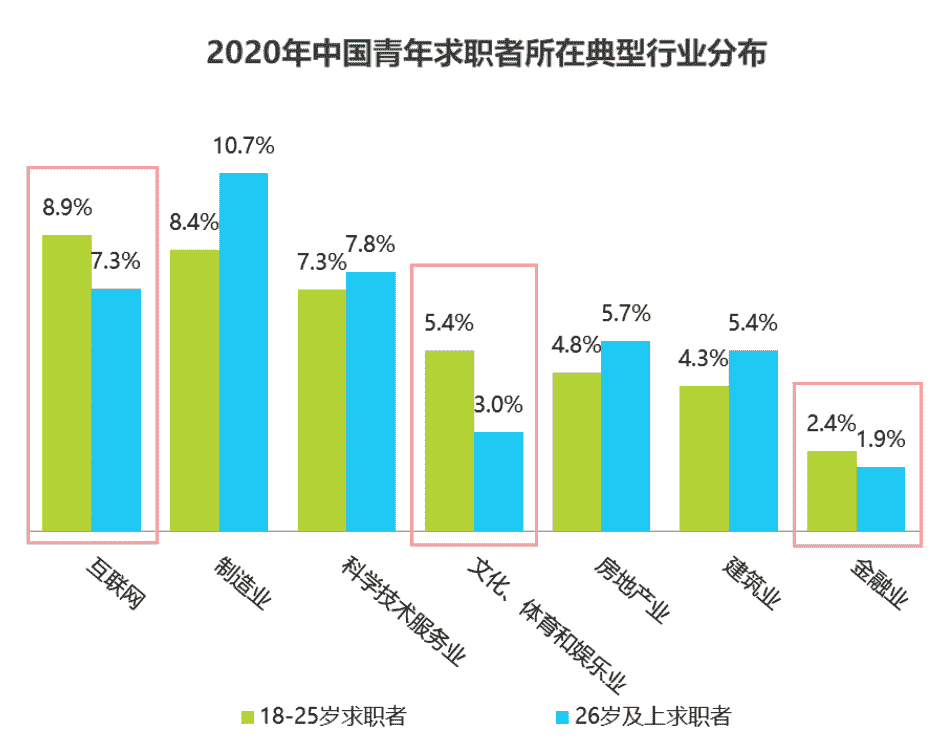 2020年中国青年求职者所在典型行业分布
10.7%
8.9%
8.4%
7.3%
7.3%
7.8%
5.4%
3.0%
4.8%
5.7%
4.3%
5.4%
2.4%
1.9%
互联网
制造业
科学技术服务业
文化、体育和娱乐业
房地产业
建筑业
金融业
18-25岁求职者
26岁及上求职者